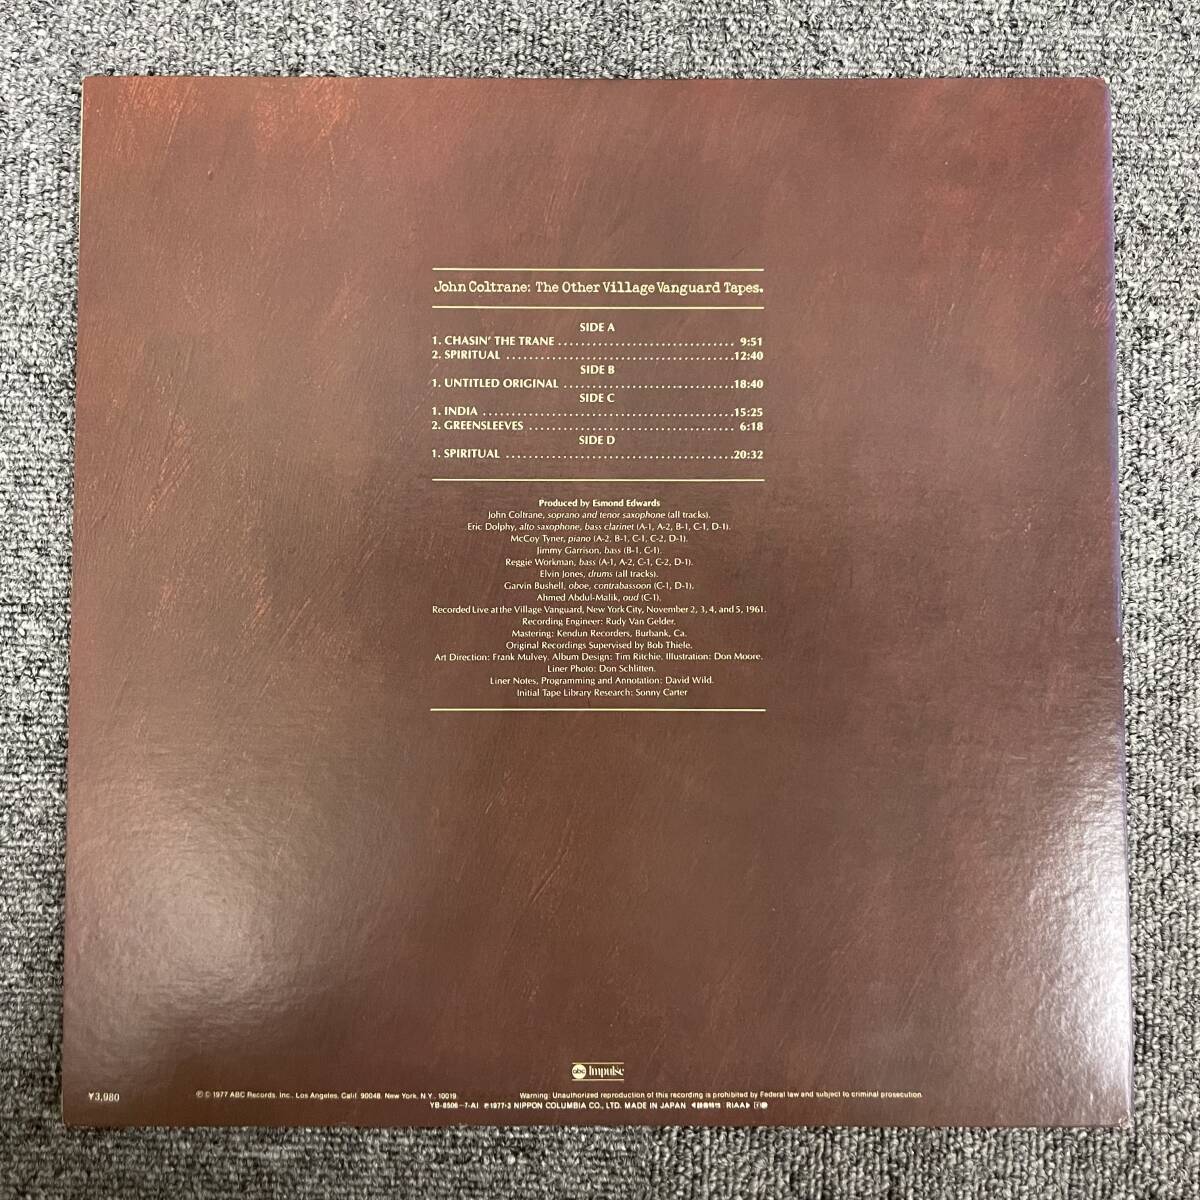 John Coltrane: The Other Village Vanguard Tapes.
SIDE A
1. CHASIN' THE TRANE .............................. 9:51
2. SPIRITUAL .......................................12:40
SIDE B
1. UNTITLED ORIGINAL .............................18:40
SIDE C
1. INDIA ...........................................15:25
2. GREENSLEEVES ................................... 6:18
SIDE D
1. SPIRITUAL .......................................20:32
Produced by Esmond Edwards
John Coltrane, soprano and tenor saxophone (all tracks).
Eric Dolphy, alto saxophone, bass clarinet (A-1, A-2, B-1, C-1, D-1).
McCoy Tyner, piano (A-2, B-1, C-1, C-2, D-1).
Jimmy Garrison, bass (B-1, C-1).
Reggie Workman, bass (A-1, A-2, C-1, C-2, D-1).
Elvin Jones, drums (all tracks).
Garvin Bushell, oboe, contrabassoon (C-1, D-1).
Ahmed Abdul-Malik, oud (C-1).
Recorded Live at the Village Vanguard, New York City, November 2, 3, 4, and 5, 1961.
Recording Engineer: Rudy Van Gelder.
Mastering: Kendun Recorders, Burbank, Ca.
Original Recordings Supervised by Bob Thiele.
Art Direction: Frank Mulvey. Album Design: Tim Ritchie. Illustration: Don Moore.
Liner Photo: Don Schlitten.
Liner Notes, Programming and Annotation: David Wild.
Initial Tape Library Research: Sonny Carter
abc Impulse
¥3,980
℗ © 1977 ABC Records, Inc., Los Angeles, Calif. 90048. New York, N.Y., 10019. Warning: Unauthorized reproduction of this recording is prohibited by Federal law and subject to criminal prosecution.
YB-8506~7-AI ℗1977·3 NIPPON COLUMBIA CO., LTD. MADE IN JAPAN RIAA